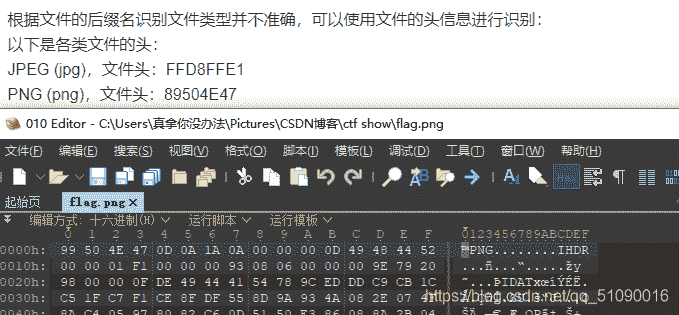 根据文件的后缀名识别文件类型并不准确，可以使用文件的头信息进行识别：
以下是各类文件的头：
JPEG (jpg)，文件头：FFD8FFE1
PNG (png)，文件头：89504E47
010 Editor - C:\Users\真拿你没办法\Pictures\CSDN博客\ctf show\flag.png
文件(F) 编辑(E) 搜索(S) 视图(V) 格式(O) 脚本(I) 模板(L) 调试(D) 工具(T) 窗口(W) 帮助(H)
起始页 flag.png
编辑方式: 十六进制(H) 运行脚本 运行模板
0 1 2 3 4 5 6 7 8 9 A B C D E F 0123456789ABCDEF
0000h: 99 50 4E 47 0D 0A 1A 0A 00 00 00 0D 49 48 44 52 ™PNG........IHDR
0010h: 00 00 01 F1 00 00 00 93 08 06 00 00 00 9E 79 20 ...ñ...“.....žy
0020h: 98 00 00 0F DE 49 44 41 54 78 9C ED DD C9 CB 1C
0030h: C5 1F C7 F1 CE 8F DF 55 8D 9A 93 4A 08 2E 07 4F
https://blog.csdn.net/qq_51090016